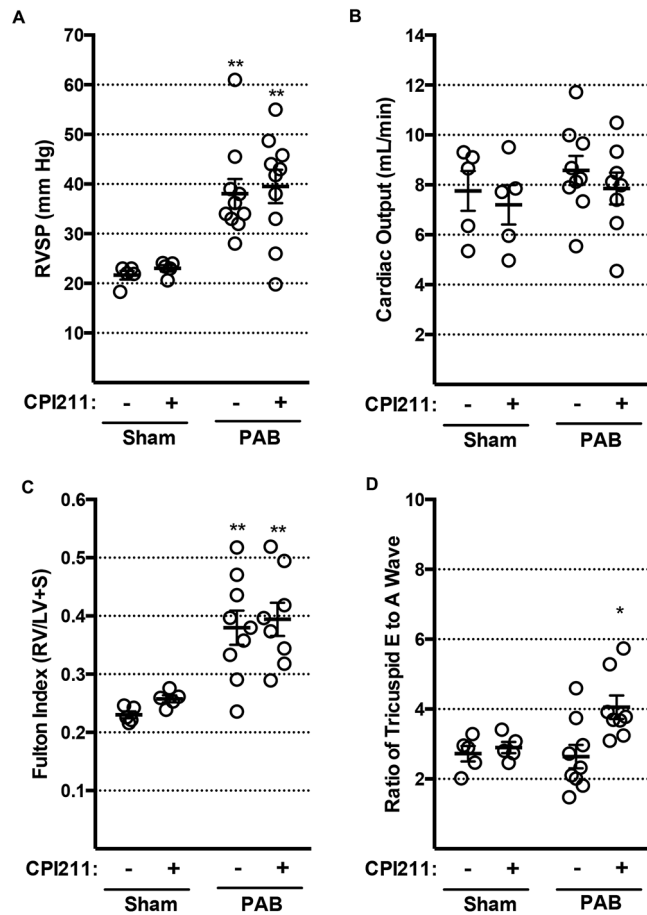 A
RVSP (mm Hg)
70
60
50
40
30
20
10
**
**
CPI211: - + - +
Sham PAB
B
Cardiac Output (mL/min)
14
12
10
8
6
4
2
CPI211: - + - +
Sham PAB
C
Fulton Index (RV/LV+S)
0.6
0.5
0.4
0.3
0.2
0.1
** **
CPI211: - + - +
Sham PAB
D
Ratio of Tricuspid E to A Wave
10
8
6
4
2
*
CPI211: - + - +
Sham PAB